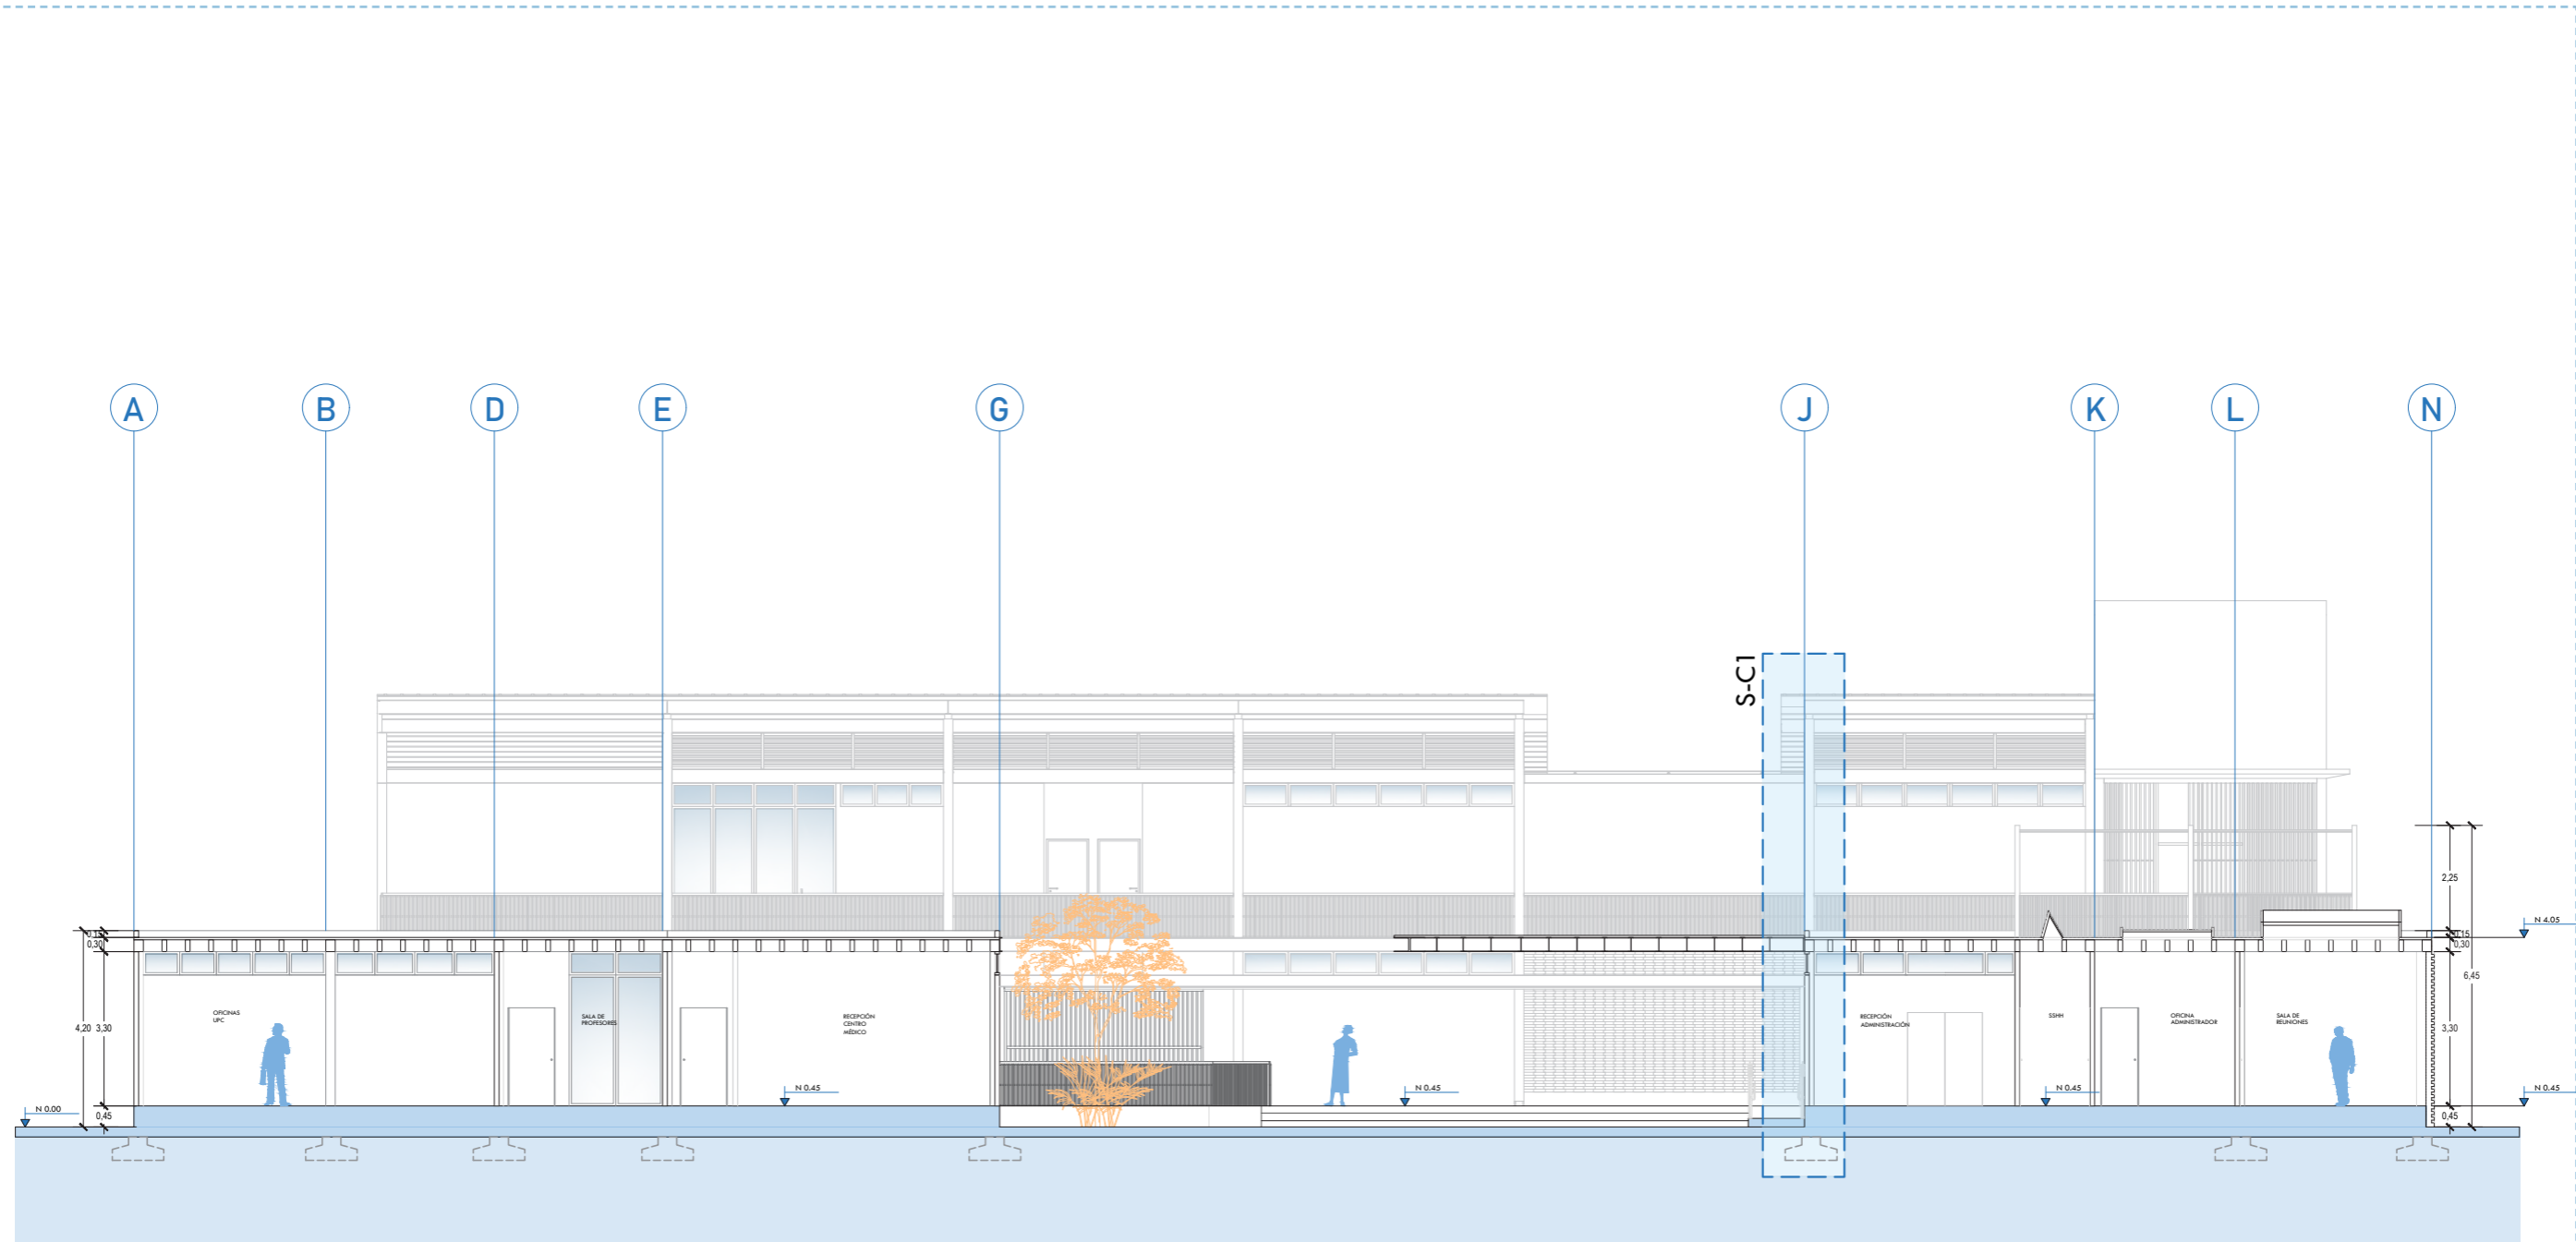 A
B
D
E
G
J
K
L
N
S-C1
2,25
N 4.05
0,15
0,30
0,15
0,30
6,45
OFICINAS
UPC
SALA DE
PROFESORES
RECEPCIÓN
CENTRO
MÉDICO
RECEPCIÓN
ADMINISTRACIÓN
SSHH
OFICINA
ADMINISTRADOR
SALA DE
REUNIONES
4,20
3,30
3,30
N 0.45
N 0.45
N 0.45
N 0.45
N 0.00
0,45
0,45